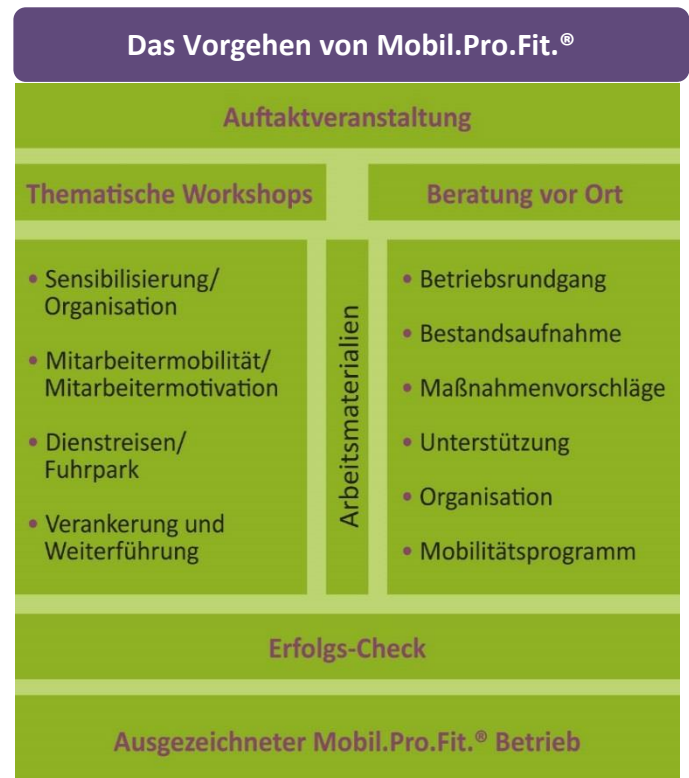 Das Vorgehen von Mobil.Pro.Fit.®
Auftaktveranstaltung
Thematische Workshops
• Sensibilisierung/
Organisation
• Mitarbeitermobilität/
Mitarbeitermotivation
• Dienstreisen/
Fuhrpark
• Verankerung und
Weiterführung
Arbeitsmaterialien
Beratung vor Ort
• Betriebsrundgang
• Bestandsaufnahme
• Maßnahmenvorschläge
• Unterstützung
• Organisation
• Mobilitätsprogramm
Erfolgs-Check
Ausgezeichneter Mobil.Pro.Fit.® Betrieb